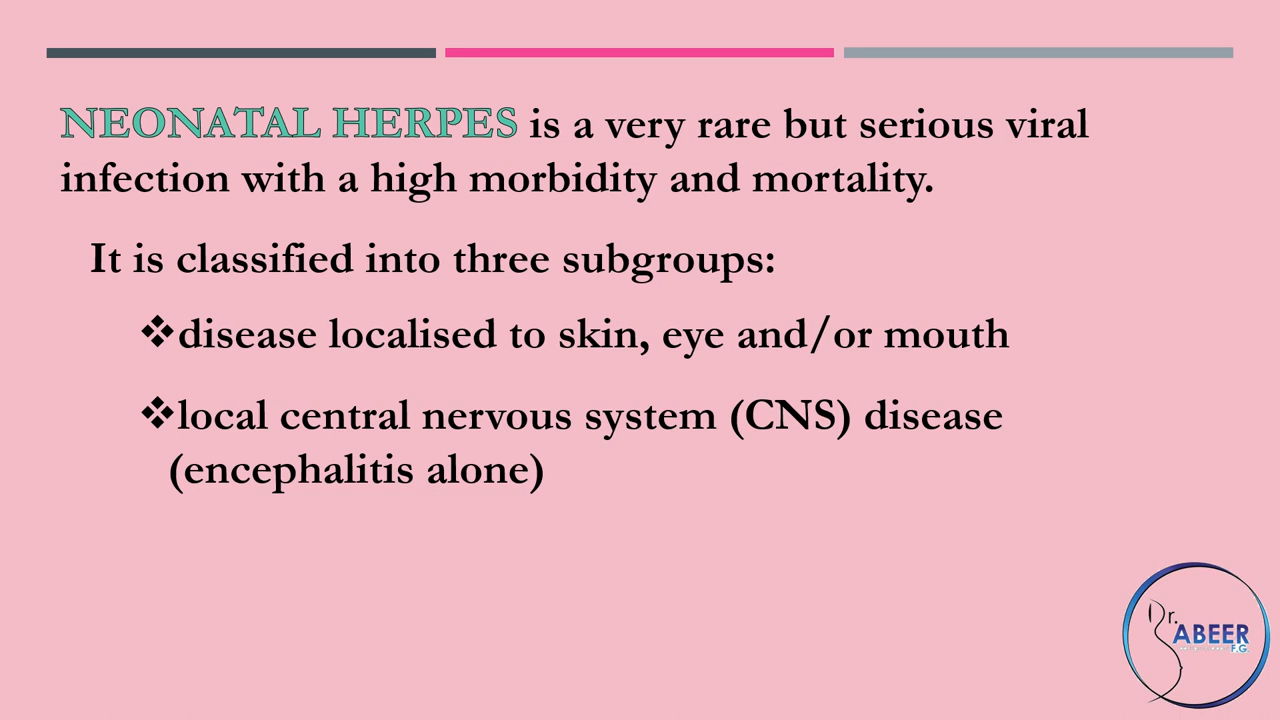 NEONATAL HERPES is a very rare but serious viral
infection with a high morbidity and mortality.
It is classified into three subgroups:
❖disease localised to skin, eye and/or mouth
❖local central nervous system (CNS) disease
(encephalitis alone)
Dr.
ABEER
F.G.